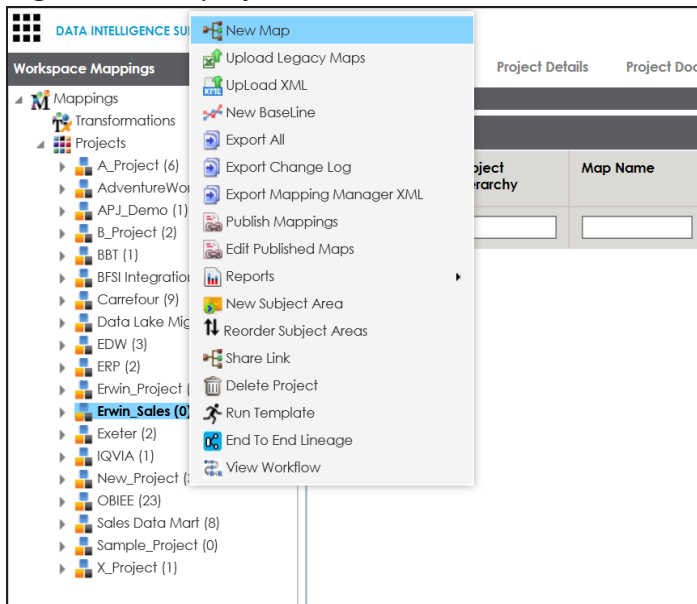 DATA INTELLIGENCE SU
Workspace Mappings
Mappings
Transformations
Projects
A_Project (6)
AdventureWor
APJ_Demo (1)
B_Project (2)
BBT (1)
BFSI Integration
Carrefour (9)
Data Lake Mig
EDW (3)
ERP (2)
Erwin_Project (
Erwin_Sales (0)
Exeter (2)
IQVIA (1)
New_Project (
OBIEE (23)
Sales Data Mart (8)
Sample_Project (0)
X_Project (1)
New Map
Upload Legacy Maps
UpLoad XML
New BaseLine
Export All
Export Change Log
Export Mapping Manager XML
Publish Mappings
Edit Published Maps
Reports
New Subject Area
Reorder Subject Areas
Share Link
Delete Project
Run Template
End To End Lineage
View Workflow
Project Details
Project Doc
Map Name